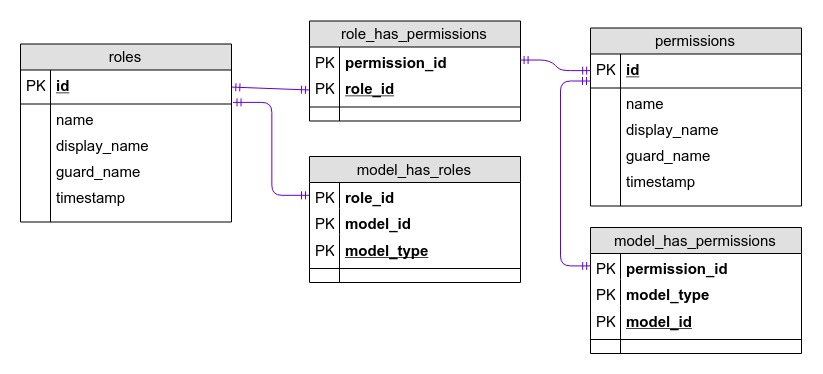 roles
PK id
name
display_name
guard_name
timestamp
role_has_permissions
PK permission_id
PK role_id
model_has_roles
PK role_id
PK model_id
PK model_type
permissions
PK id
name
display_name
guard_name
timestamp
model_has_permissions
PK permission_id
PK model_type
PK model_id